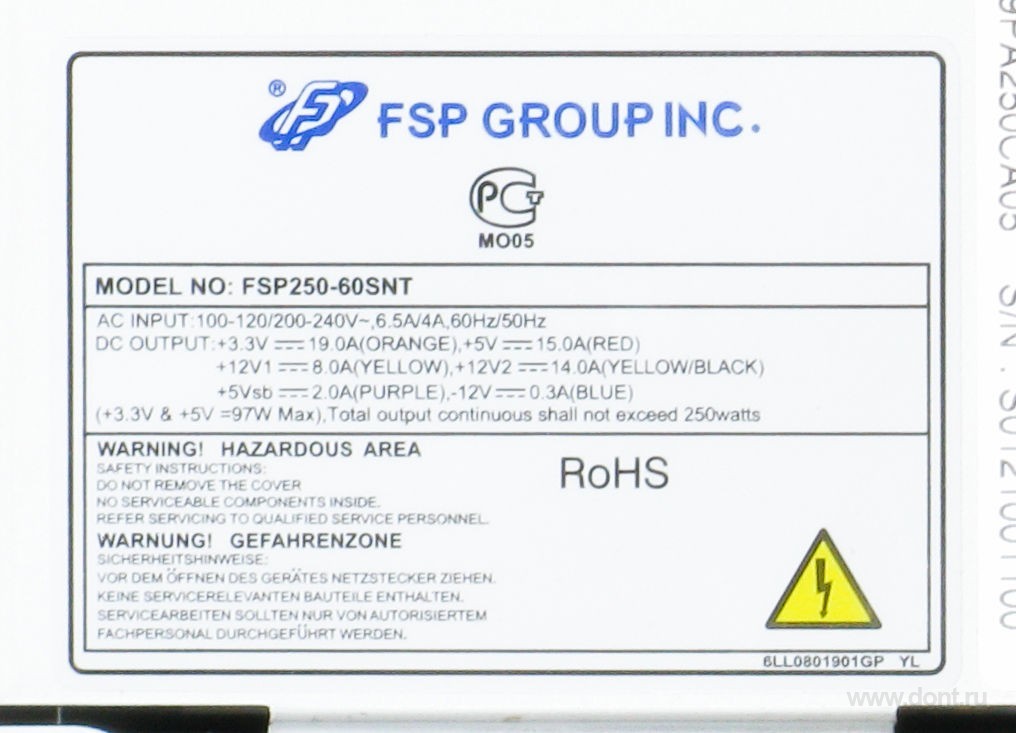 ® FSP GROUP INC.
PCT
MO05
MODEL NO: FSP250-60SNT
AC INPUT:100-120/200-240V~,6.5A/4A,60Hz/50Hz
DC OUTPUT:+3.3V ⎓ 19.0A(ORANGE),+5V ⎓ 15.0A(RED)
+12V1 ⎓ 8.0A(YELLOW),+12V2 ⎓ 14.0A(YELLOW/BLACK)
+5Vsb ⎓ 2.0A(PURPLE),-12V ⎓ 0.3A(BLUE)
(+3.3V & +5V =97W Max),Total output continuous shall not exceed 250watts
WARNING! HAZARDOUS AREA
SAFETY INSTRUCTIONS:
DO NOT REMOVE THE COVER
NO SERVICEABLE COMPONENTS INSIDE.
REFER SERVICING TO QUALIFIED SERVICE PERSONNEL.
RoHS
WARNUNG! GEFAHRENZONE
SICHERHEITSHINWEISE:
VOR DEM ÖFFNEN DES GERÄTES NETZSTECKER ZIEHEN.
KEINE SERVICERELEVANTEN BAUTEILE ENTHALTEN.
SERVICEARBEITEN SOLLTEN NUR VON AUTORISIERTEM
FACHPERSONAL DURCHGEFÜHRT WERDEN.
6LL0801901GP YL
S/N :
www.dont.ru